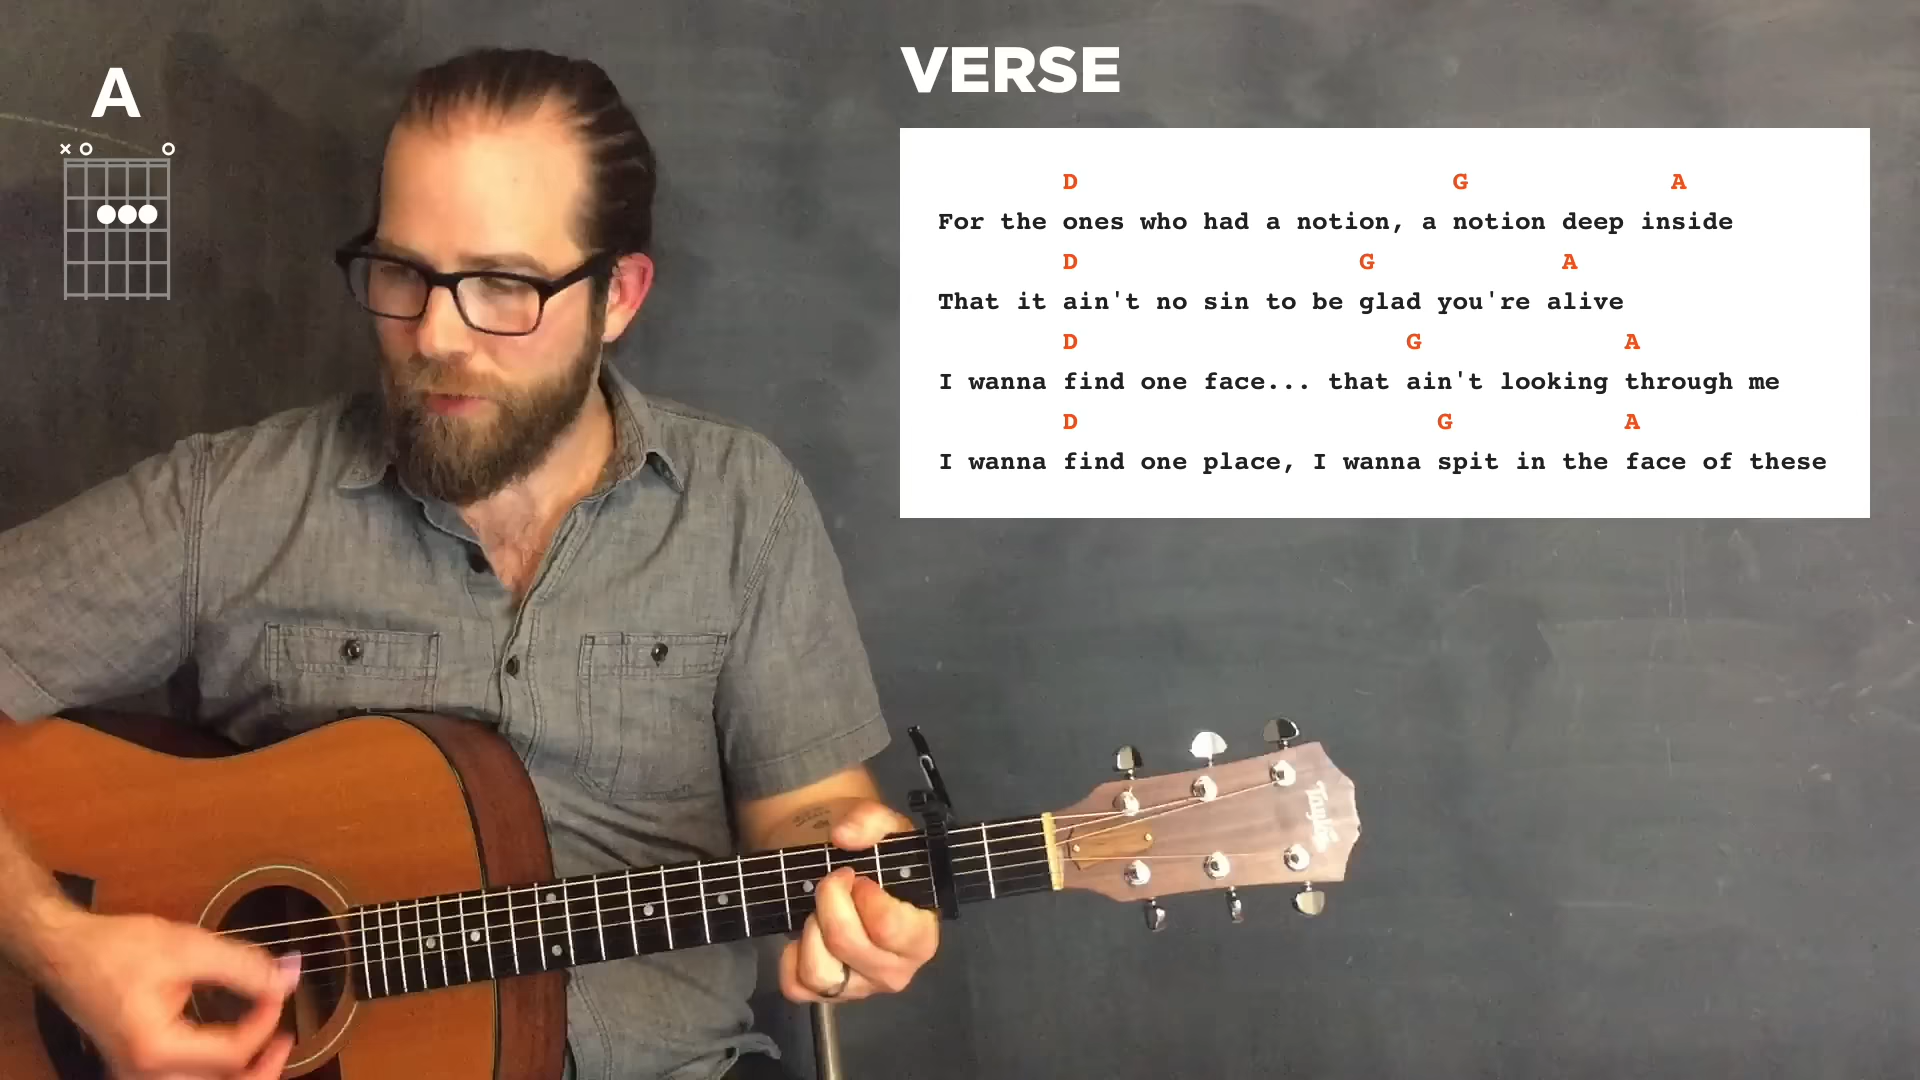 A
VERSE
D G A
For the ones who had a notion, a notion deep inside
D G A
That it ain't no sin to be glad you're alive
D G A
I wanna find one face... that ain't looking through me
D G A
I wanna find one place, I wanna spit in the face of these
Taylor